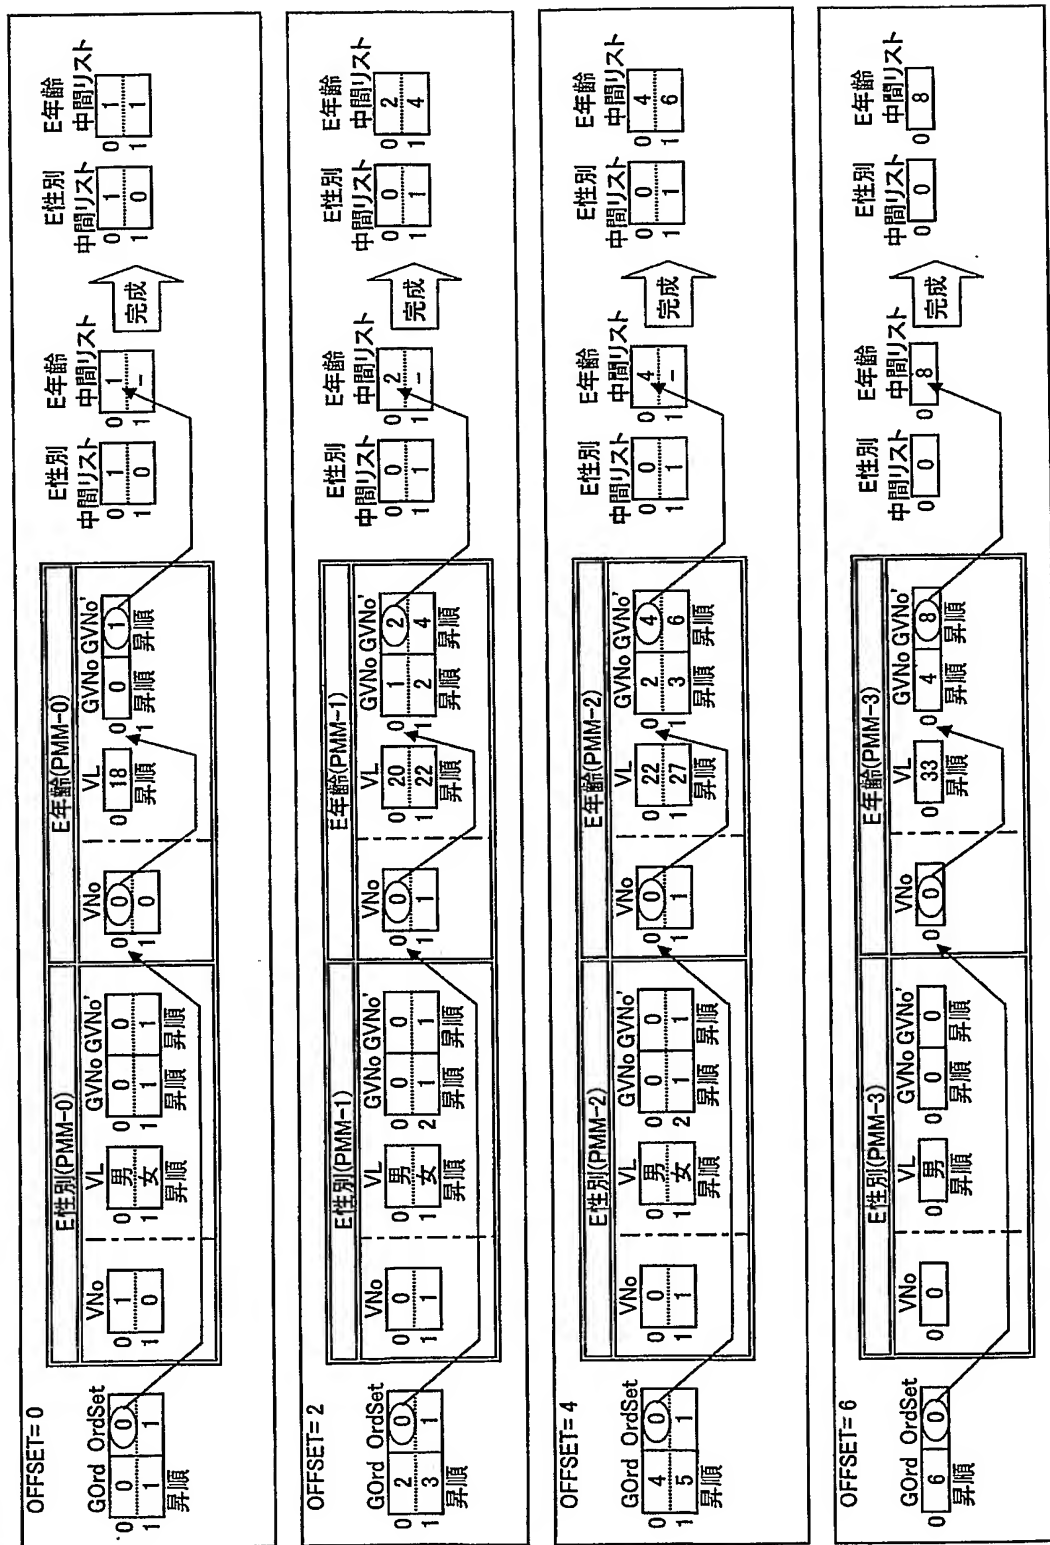 OFFSET= 0
E性別(PMM-0) E年齢(PMM-0)
GOrd OrdSet VNo VL GVNo GVNo' VNo VL GVNo GVNo' E性別 中間リスト E年齢 中間リスト E性別 中間リスト E年齢 中間リスト
0 0 0 0 1 0 男 0 0 0 0 0 0 18 0 0 1 0 1 0 1 完成 0 1 0 1
1 1 1 1 0 1 女 1 1 1 1 0 1 1 0 1 - 1 0 1 1
昇順 昇順 昇順 昇順 昇順 昇順 昇順
OFFSET= 2
E性別(PMM-1) E年齢(PMM-1)
GOrd OrdSet VNo VL GVNo GVNo' VNo VL GVNo GVNo' E性別 中間リスト E年齢 中間リスト E性別 中間リスト E年齢 中間リスト
0 2 0 0 0 0 男 0 0 0 0 0 0 20 0 1 2 0 0 0 2 完成 0 0 0 2
1 3 1 1 1 1 女 2 1 1 1 1 1 22 1 2 4 1 1 1 - 1 1 1 4
昇順 昇順 昇順 昇順 昇順 昇順 昇順
OFFSET= 4
E性別(PMM-2) E年齢(PMM-2)
GOrd OrdSet VNo VL GVNo GVNo' VNo VL GVNo GVNo' E性別 中間リスト E年齢 中間リスト E性別 中間リスト E年齢 中間リスト
0 4 0 0 0 0 男 0 0 0 0 0 0 22 0 2 4 0 0 0 4 完成 0 0 0 4
1 5 1 1 1 1 女 2 1 1 1 1 1 27 1 3 6 1 1 1 - 1 1 1 6
昇順 昇順 昇順 昇順 昇順 昇順 昇順
OFFSET= 6
E性別(PMM-3) E年齢(PMM-3)
GOrd OrdSet VNo VL GVNo GVNo' VNo VL GVNo GVNo' E性別 中間リスト E年齢 中間リスト E性別 中間リスト E年齢 中間リスト
0 6 0 0 0 0 男 0 0 0 0 0 0 33 0 4 8 0 0 0 8 完成 0 0 0 8
昇順 昇順 昇順 昇順 昇順 昇順 昇順